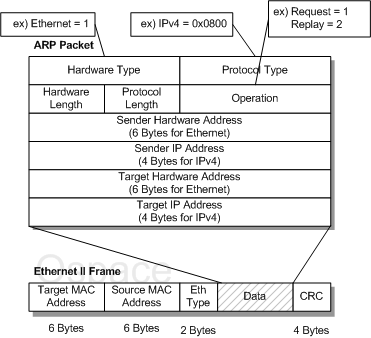 ex) Ethernet = 1
ex) IPv4 = 0x0800
ex) Request = 1
Replay = 2
ARP Packet
Hardware Type
Protocol Type
Hardware
Length
Protocol
Length
Operation
Sender Hardware Address
(6 Bytes for Ethernet)
Sender IP Address
(4 Bytes for IPv4)
Target Hardware Address
(6 Bytes for Ethernet)
Target IP Address
(4 Bytes for IPv4)
Ethernet II Frame
Target MAC
Address
Source MAC
Address
Eth
Type
Data
CRC
6 Bytes
6 Bytes
2 Bytes
4 Bytes